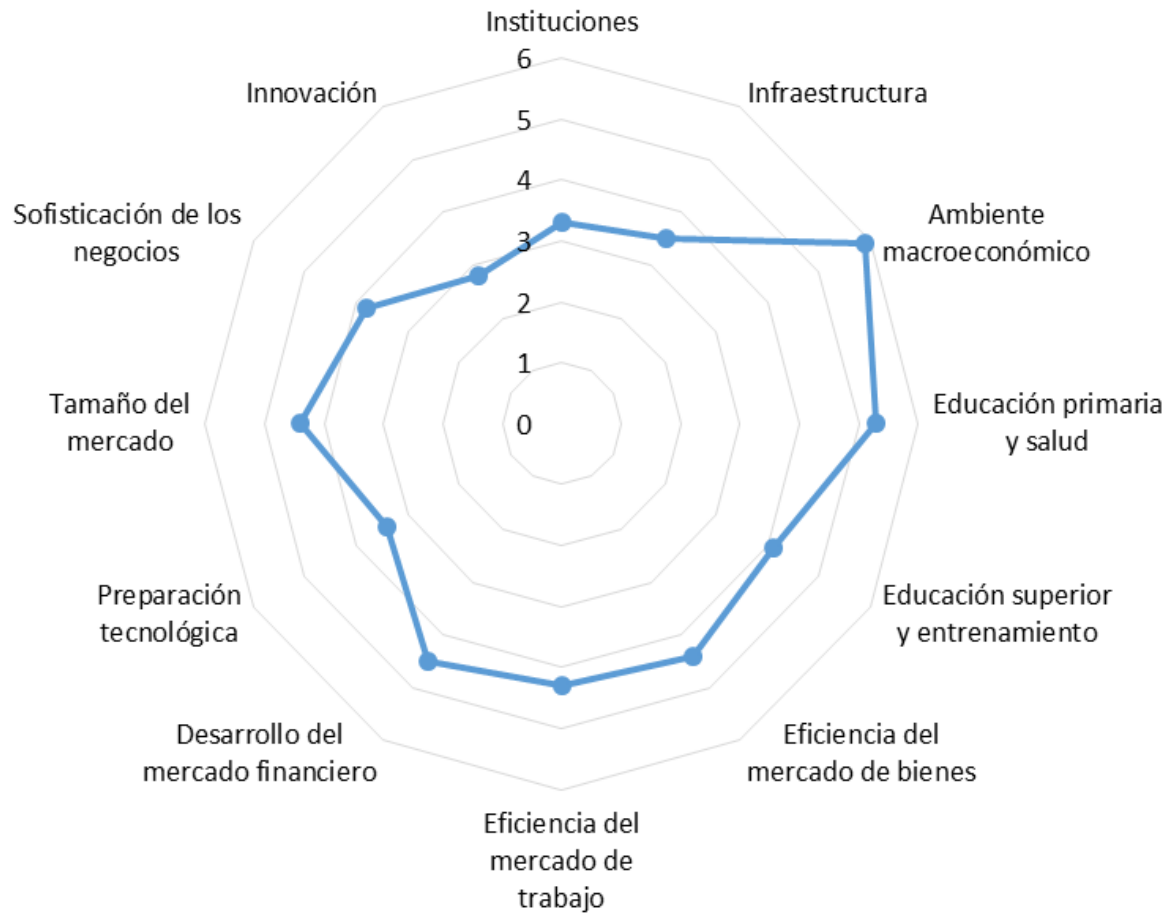 Instituciones
Infraestructura
Ambiente
macroeconómico
Educación primaria
y salud
Educación superior
y entrenamiento
Eficiencia del
mercado de bienes
Eficiencia del
mercado de
trabajo
Desarrollo del
mercado financiero
Preparación
tecnológica
Tamaño del
mercado
Sofisticación de los
negocios
Innovación
6
5
4
3
2
1
0